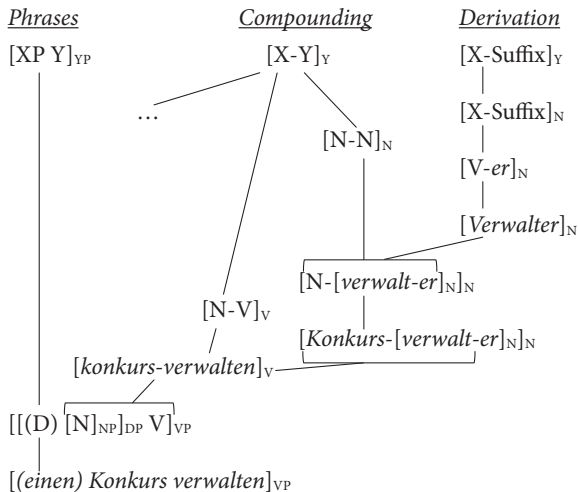 Phrases Compounding Derivation
[XP Y]YP [X-Y]Y [X-Suffix]Y
... [X-Suffix]N
[N-N]N
[V-er]N
[Verwalter]N
[N-[verwalt-er]N]N
[N-V]V
[Konkurs-[verwalt-er]N]N
[konkurs-verwalten]V
[[(D) [N]NP]DP V]VP
[(einen) Konkurs verwalten]VP